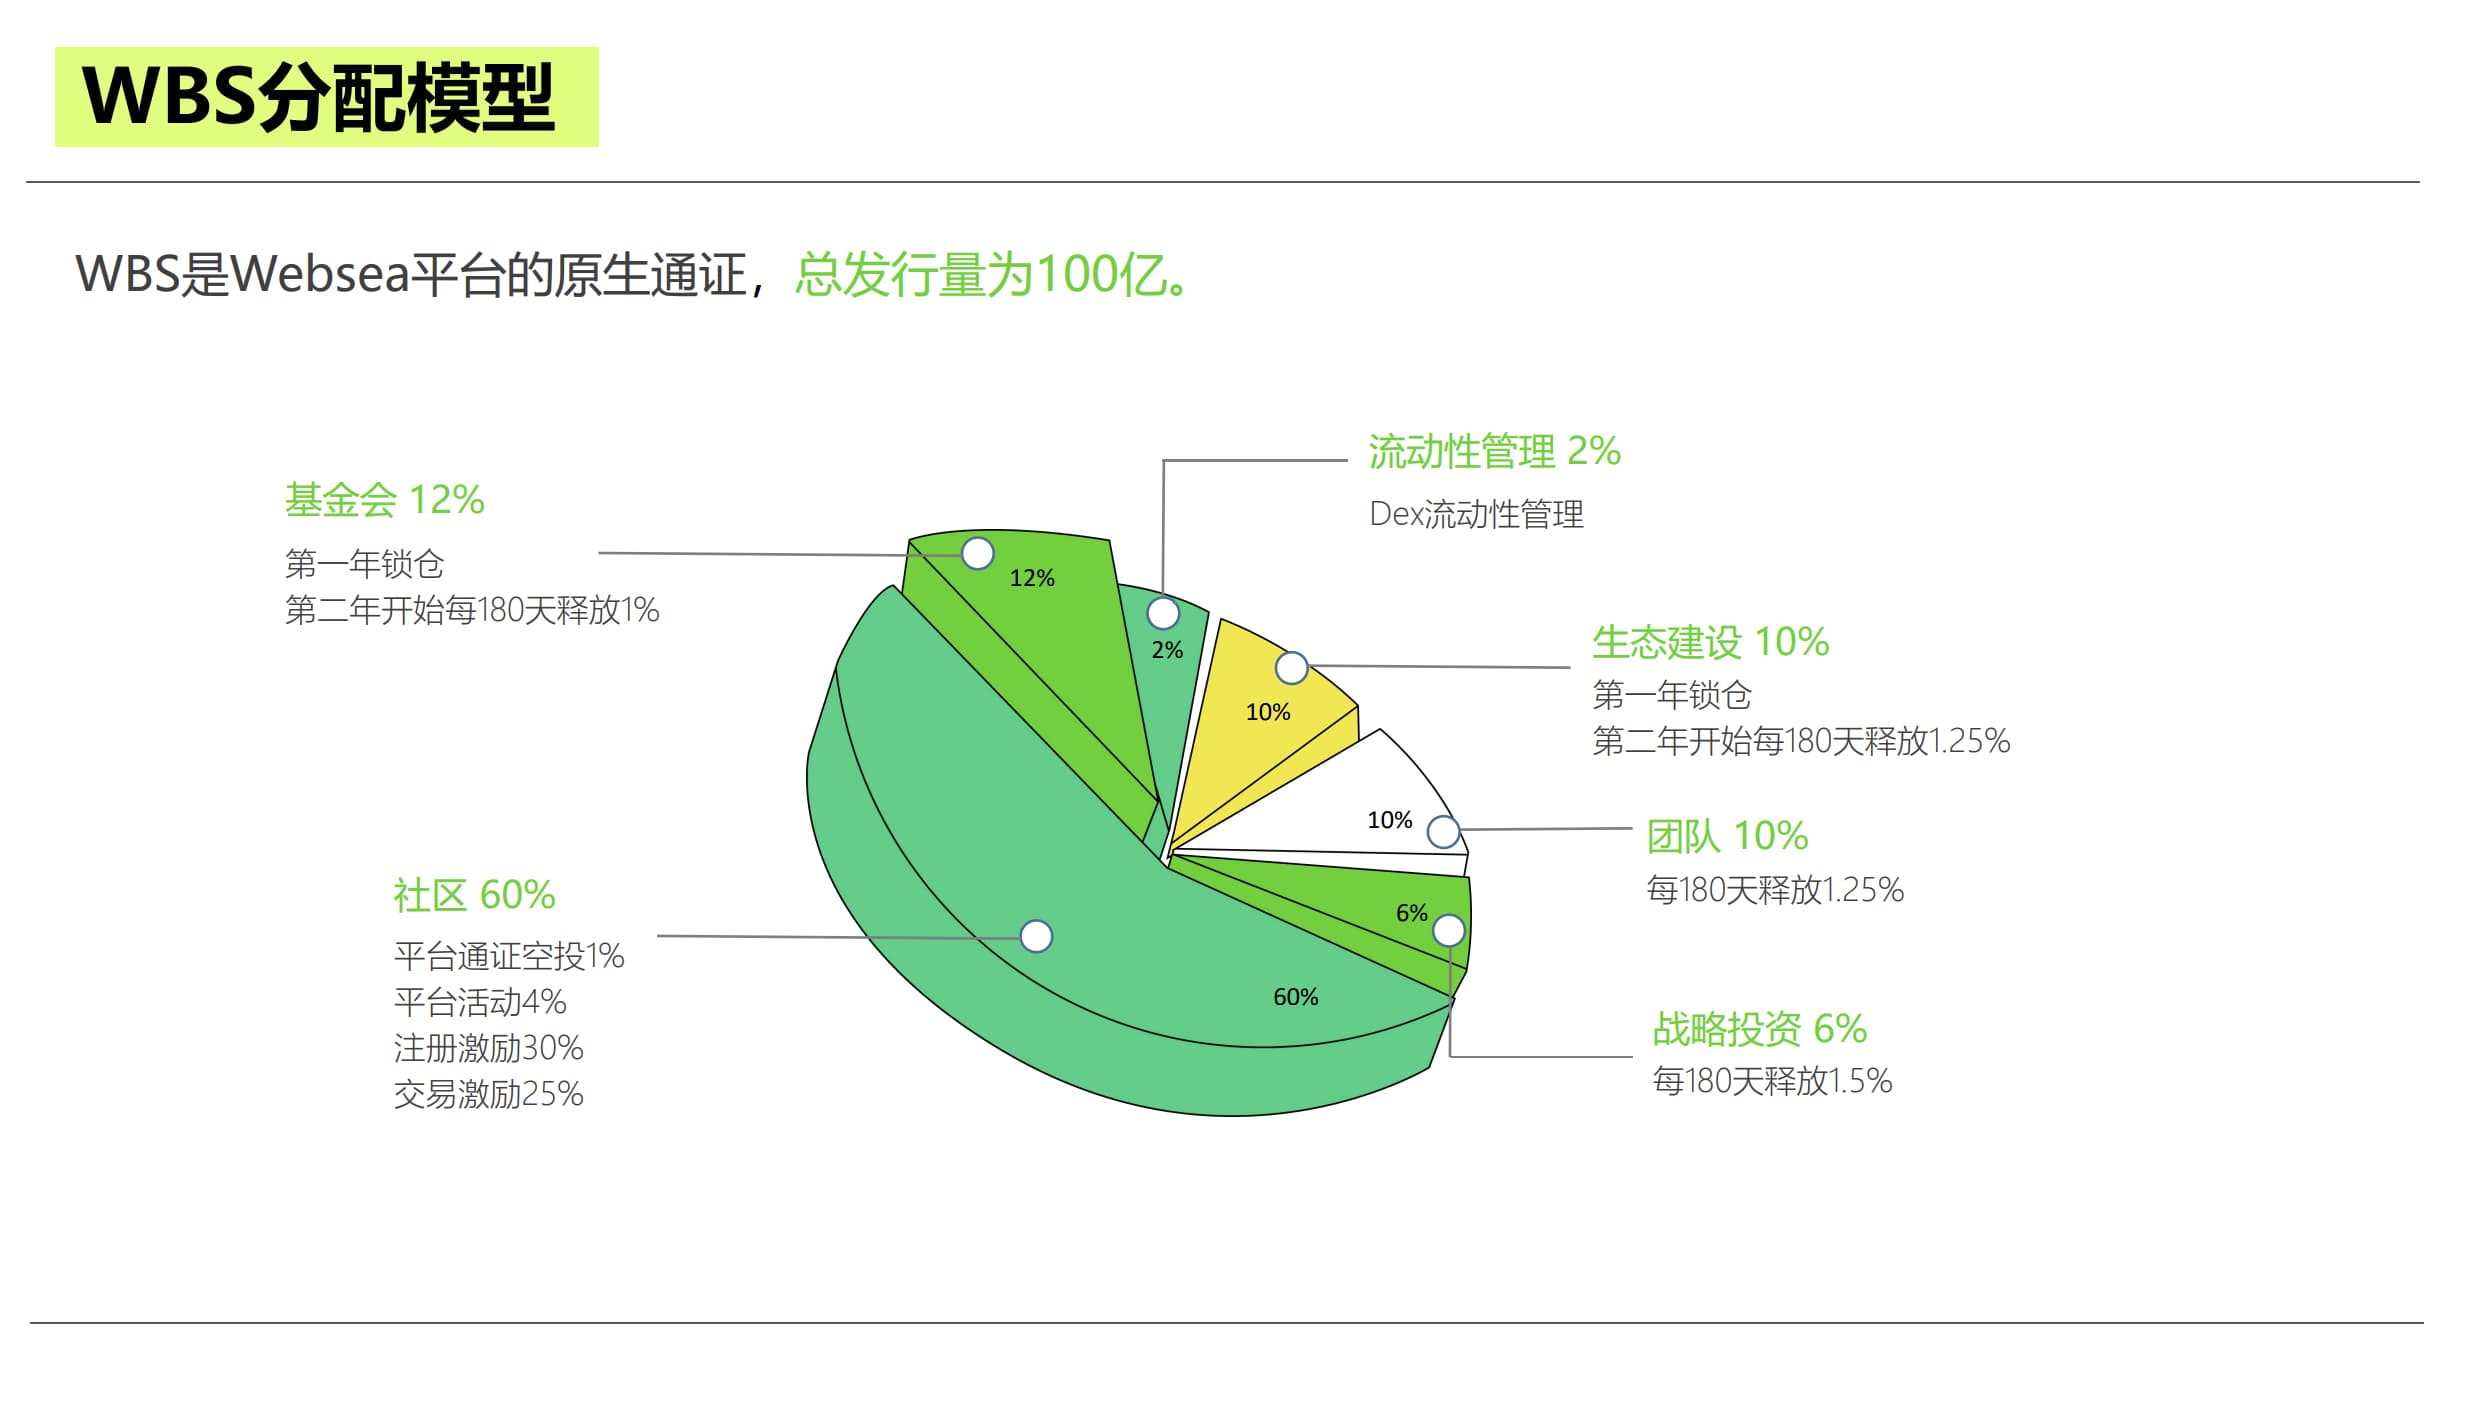 WBS分配模型
WBS是Websea平台的原生通证，总发行量为100亿。
基金会 12%
第一年锁仓
第二年开始每180天释放1%
流动性管理 2%
Dex流动性管理
生态建设 10%
第一年锁仓
第二年开始每180天释放1.25%
团队 10%
每180天释放1.25%
战略投资 6%
每180天释放1.5%
社区 60%
平台通证空投1%
平台活动4%
注册激励30%
交易激励25%
12%
2%
10%
10%
6%
60%